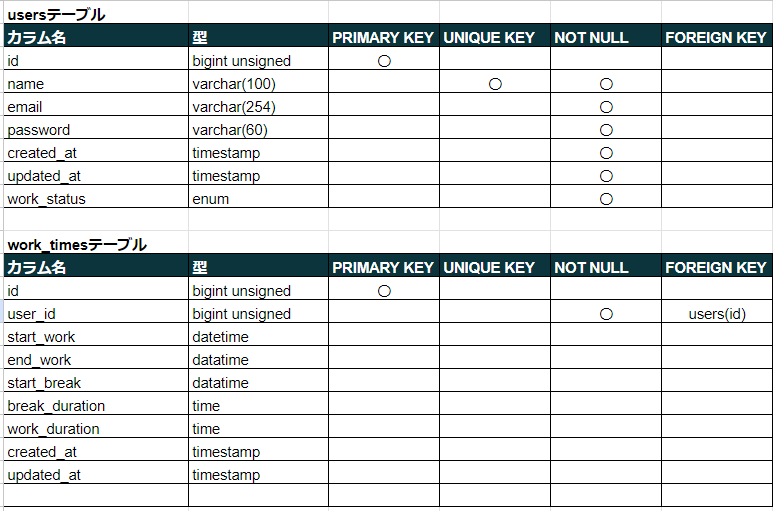 usersテーブル
カラム名 型 PRIMARY KEY UNIQUE KEY NOT NULL FOREIGN KEY
id bigint unsigned ○
name varchar(100) ○ ○
email varchar(254) ○
password varchar(60) ○
created_at timestamp ○
updated_at timestamp ○
work_status enum ○
work_timesテーブル
カラム名 型 PRIMARY KEY UNIQUE KEY NOT NULL FOREIGN KEY
id bigint unsigned ○
user_id bigint unsigned ○ users(id)
start_work datetime
end_work datatime
start_break datatime
break_duration time
work_duration time
created_at timestamp
updated_at timestamp